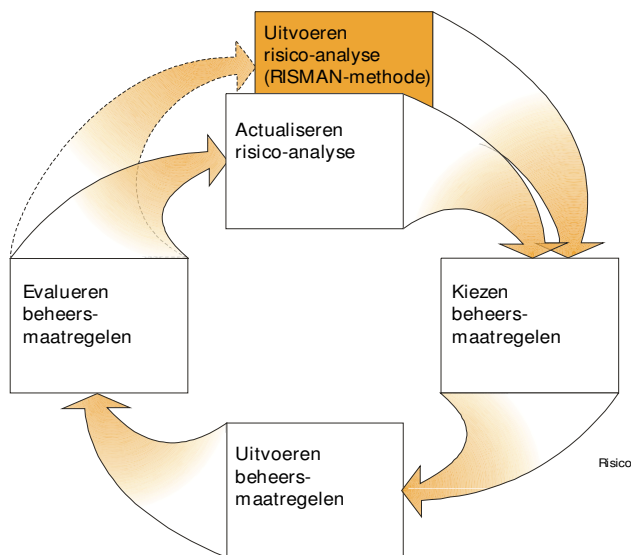 Uitvoeren
risico-analyse
(RISMAN-methode)
Actualiseren
risico-analyse
Evalueren
beheers-
maatregelen
Kiezen
beheers-
maatregelen
Uitvoeren
beheers-
maatregelen
Risico